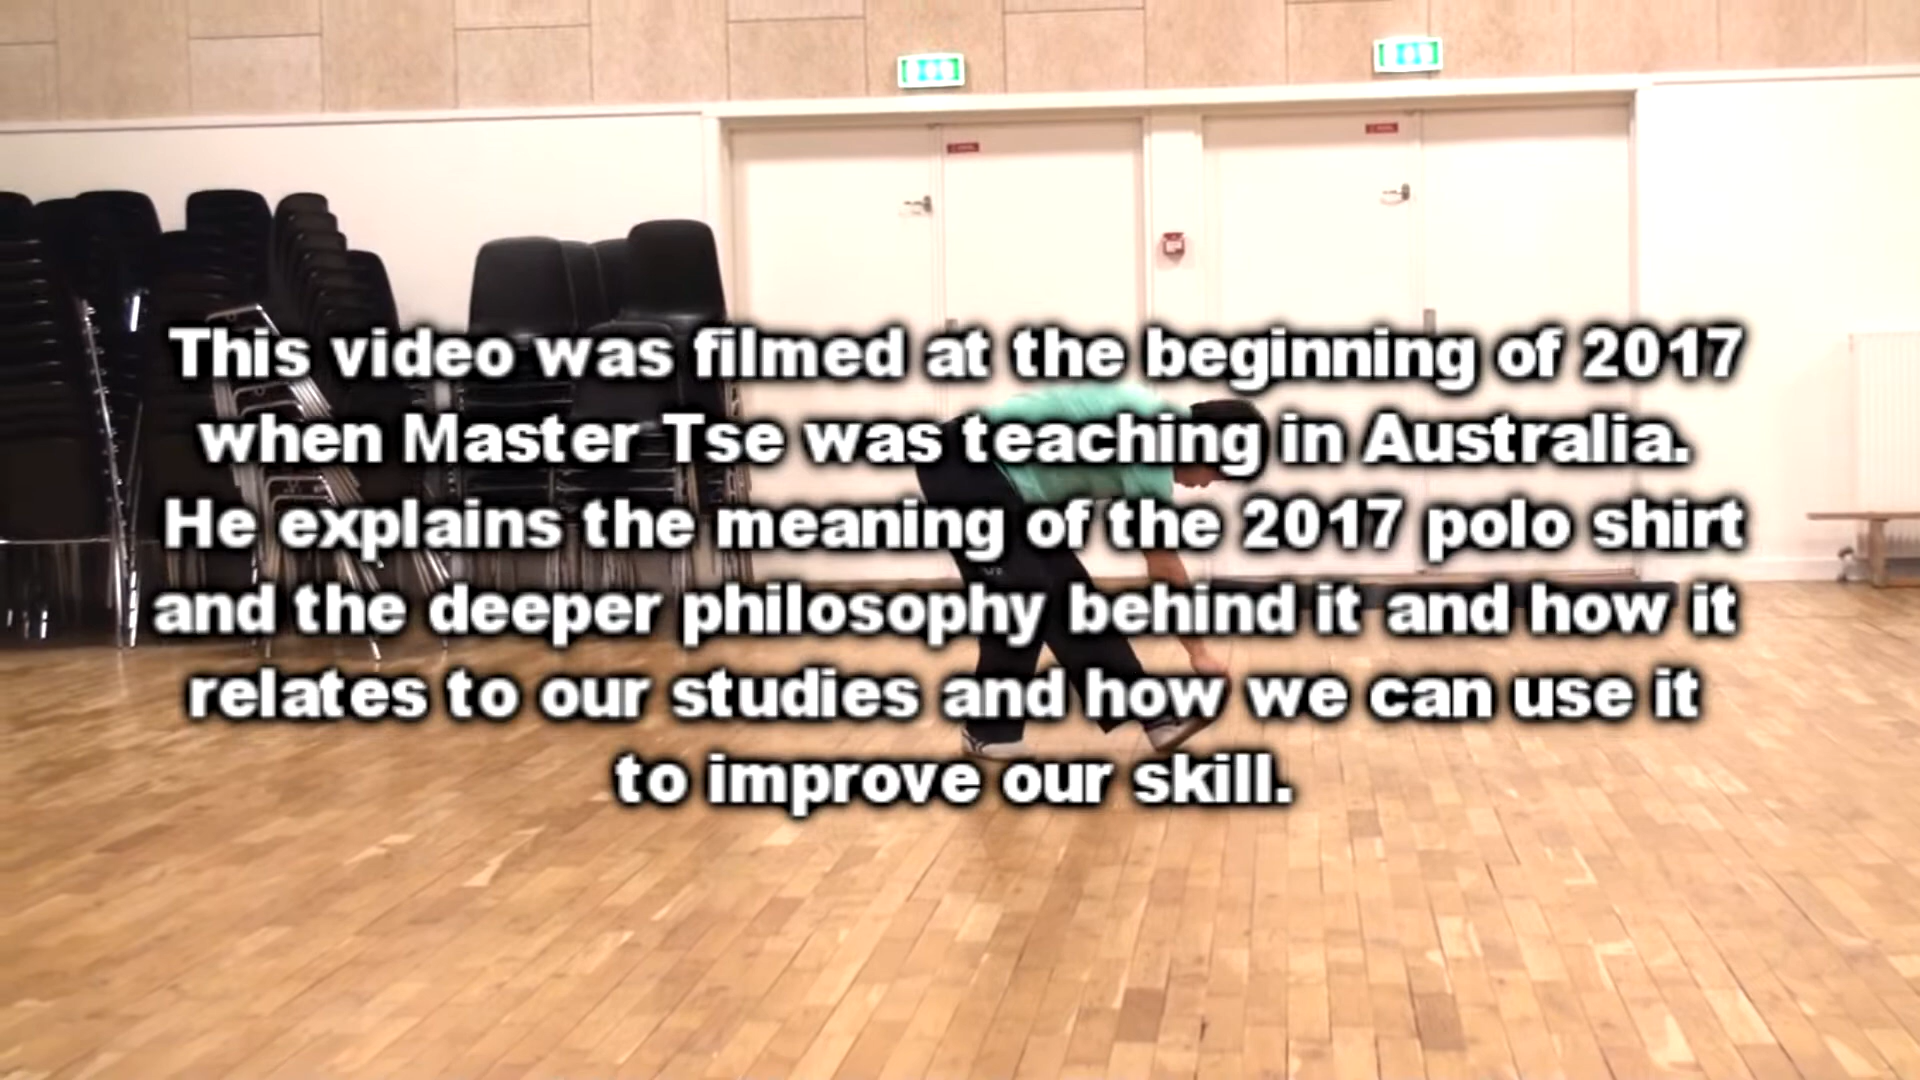 This video was filmed at the beginning of 2017
when Master Tse was teaching in Australia.
He explains the meaning of the 2017 polo shirt
and the deeper philosophy behind it and how it
relates to our studies and how we can use it
to improve our skill.